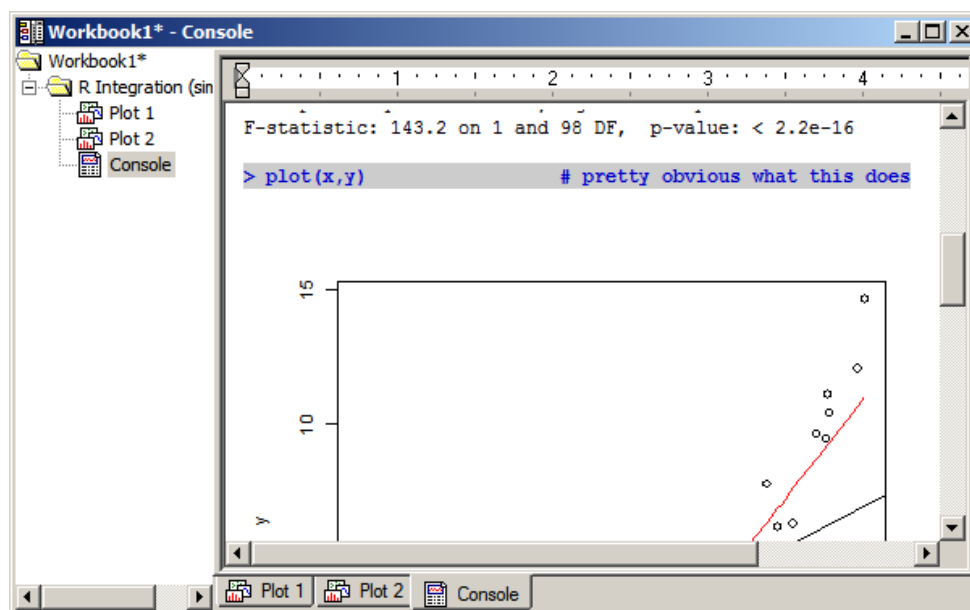 Workbook1* - Console
Workbook1*
R Integration (sin
Plot 1
Plot 2
Console
1 2 3 4
F-statistic: 143.2 on 1 and 98 DF,  p-value: < 2.2e-16
> plot(x,y)                    # pretty obvious what this does
15
10
y
Plot 1 Plot 2 Console